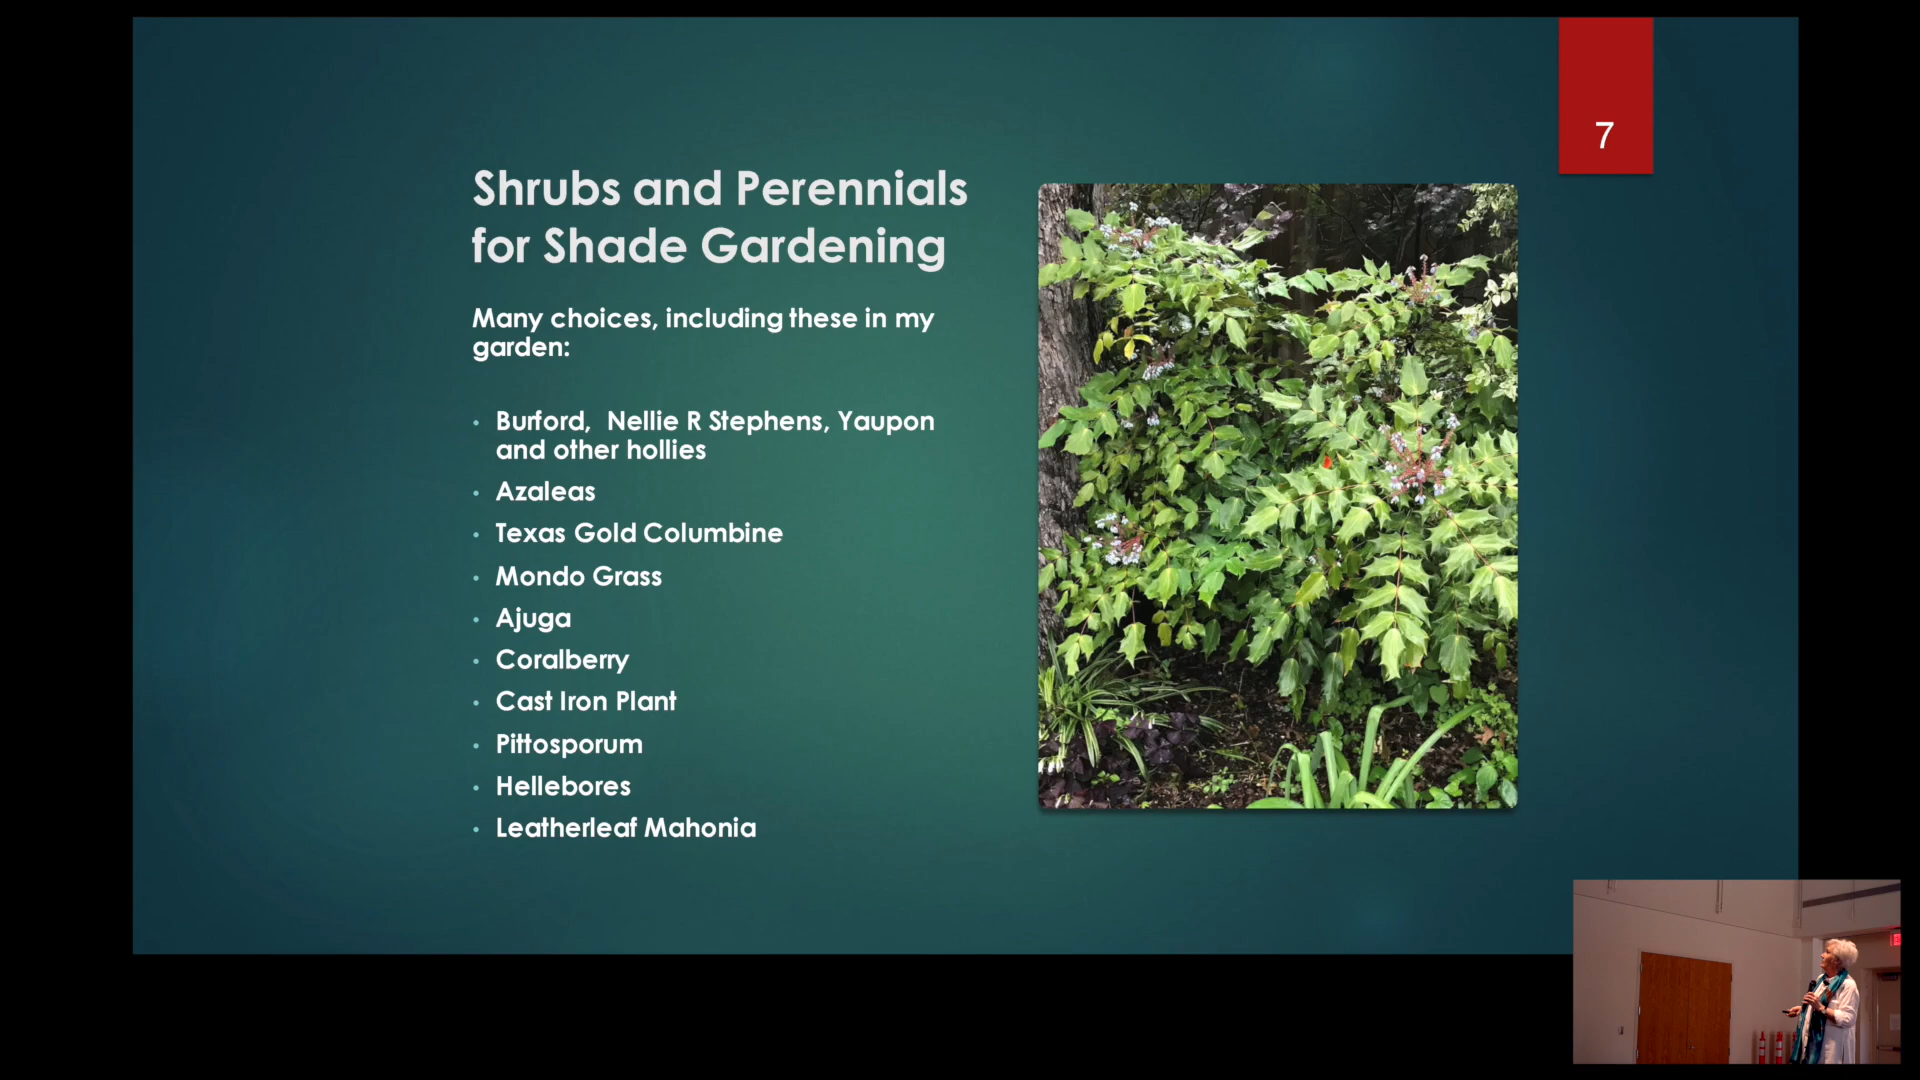 7
Shrubs and Perennials
for Shade Gardening
Many choices, including these in my
garden:
• Burford,  Nellie R Stephens, Yaupon
and other hollies
• Azaleas
• Texas Gold Columbine
• Mondo Grass
• Ajuga
• Coralberry
• Cast Iron Plant
• Pittosporum
• Hellebores
• Leatherleaf Mahonia